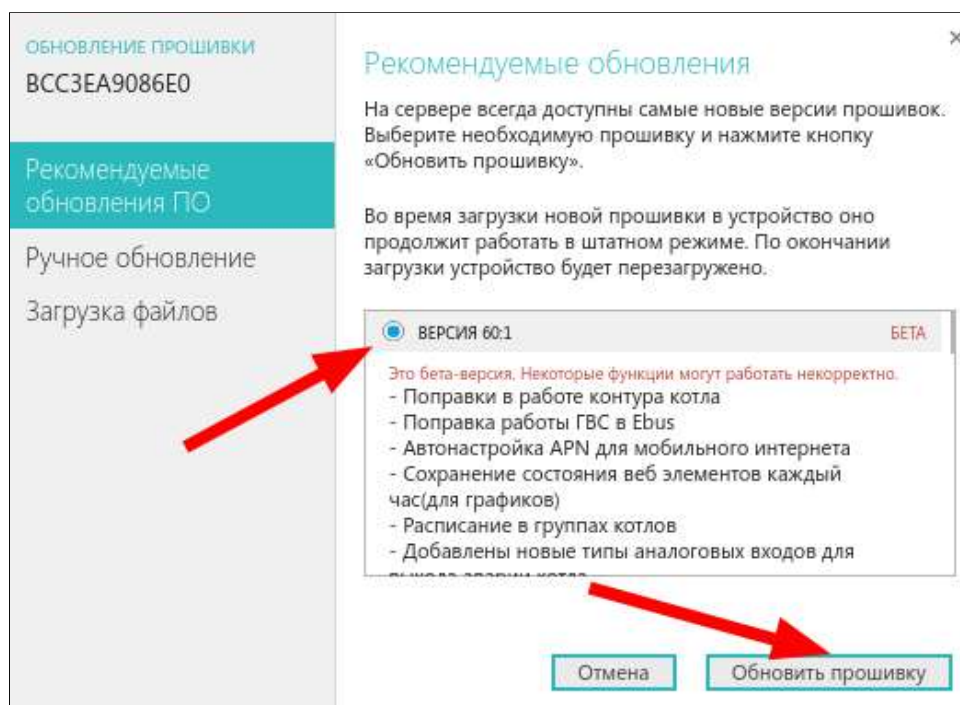 ОБНОВЛЕНИЕ ПРОШИВКИ
BCC3EA9086E0
Рекомендуемые
обновления ПО
Ручное обновление
Загрузка файлов
Рекомендуемые обновления
На сервере всегда доступны самые новые версии прошивок.
Выберите необходимую прошивку и нажмите кнопку
«Обновить прошивку».
Во время загрузки новой прошивки в устройство оно
продолжит работать в штатном режиме. По окончании
загрузки устройство будет перезагружено.
ВЕРСИЯ 60:1 БЕТА
Это бета-версия. Некоторые функции могут работать некорректно.
- Поправки в работе контура котла
- Поправка работы ГВС в Ebus
- Автонастройка APN для мобильного интернета
- Сохранение состояния веб элементов каждый
час(для графиков)
- Расписание в группах котлов
- Добавлены новые типы аналоговых входов для
выхода аварии котла
Отмена Обновить прошивку